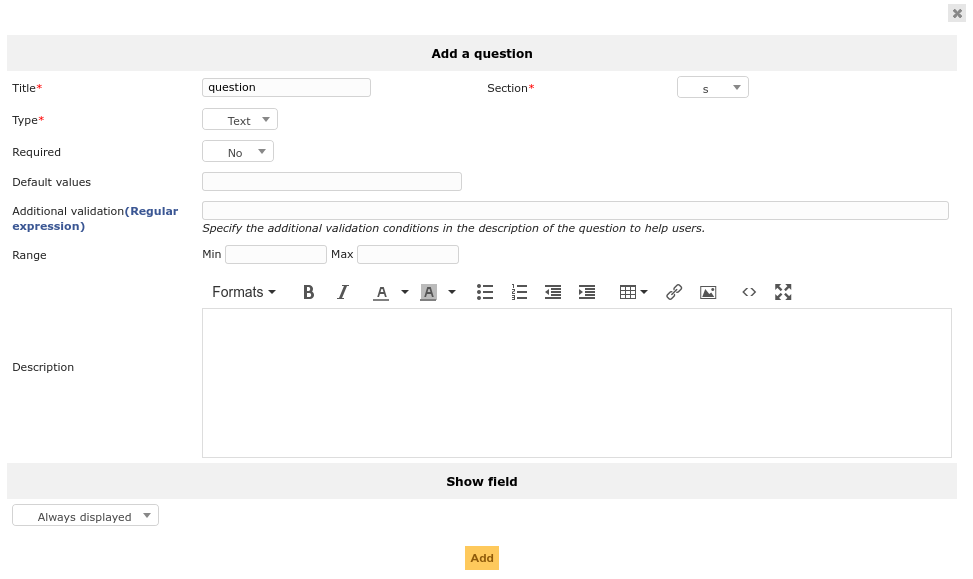 Add a question
Title* question Section* s
Type* Text
Required No
Default values
Additional validation(Regular
expression)
Specify the additional validation conditions in the description of the question to help users.
Range Min Max
Formats B I A A
Description
Show field
Always displayed
Add